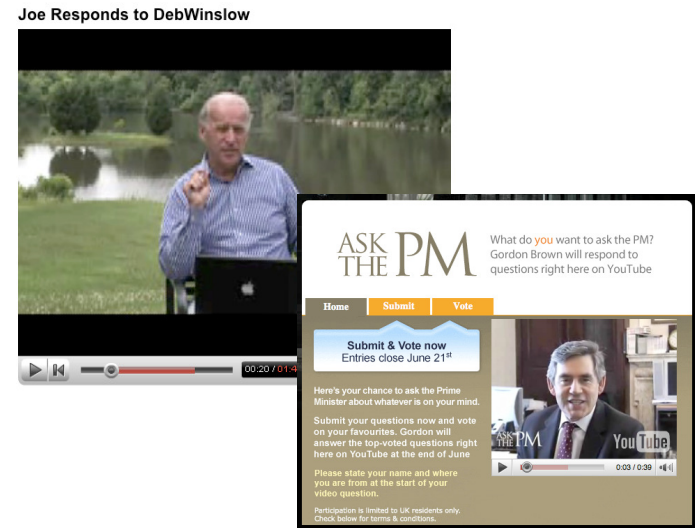 Joe Responds to DebWinslow
00:20 / 01:4
ASK
THE PM
What do you want to ask the PM?
Gordon Brown will respond to
questions right here on YouTube
Home
Submit
Vote
Submit & Vote now
Entries close June 21st
Here's your chance to ask the Prime
Minister about whatever is on your mind.
Submit your questions now and vote
on your favourites. Gordon will
answer the top-voted questions right
here on YouTube at the end of June
Please state your name and where
you are from at the start of your
video question.
Participation is limited to UK residents only.
Check below for terms & conditions.
ASK
THE PM
YouTube
0:03 / 0:39